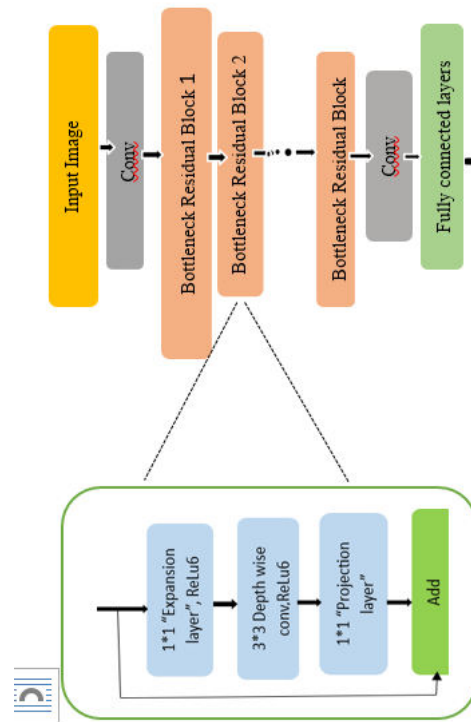 Input Image
Conv
Bottleneck Residual Block 1
Bottleneck Residual Block 2
Bottleneck Residual Block
Conv
Fully connected layers
1*1 “Expansion
layer”, ReLu6
3*3 Depth wise
conv.ReLu6
1*1 “Projection
layer”
Add